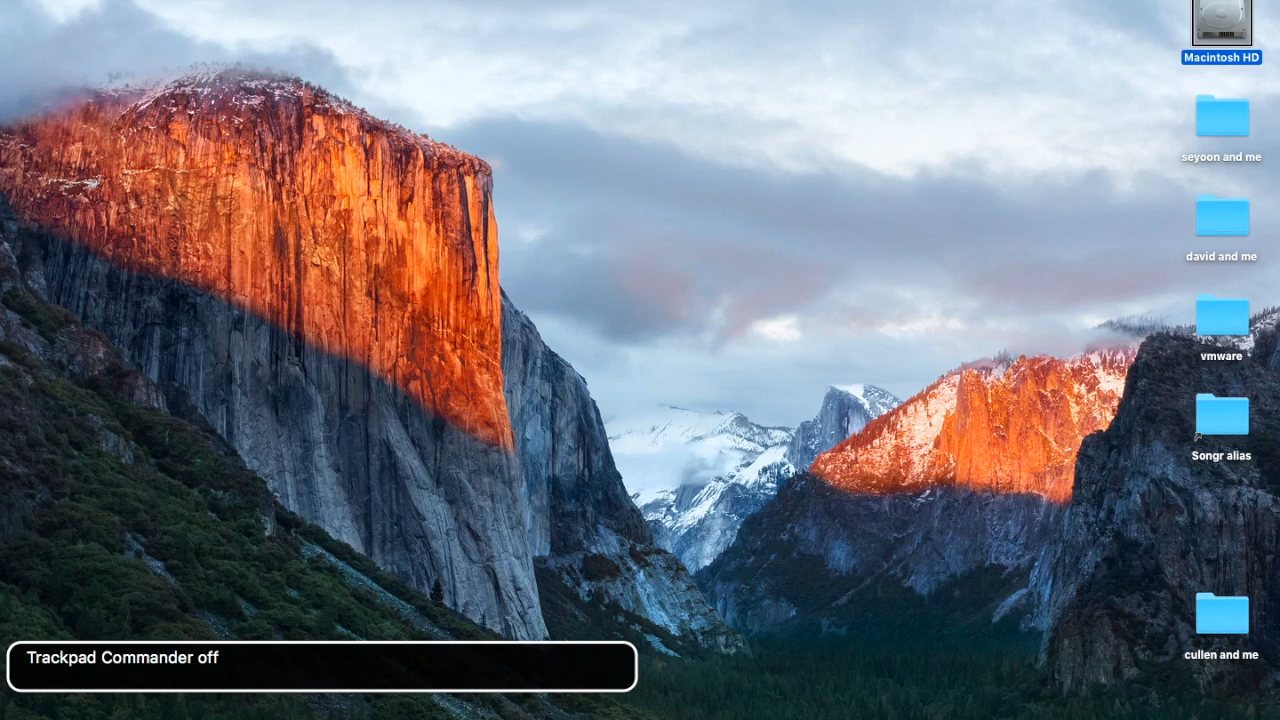 Macintosh HD
seyoon and me
david and me
vmware
Songr alias
cullen and me
Trackpad Commander off